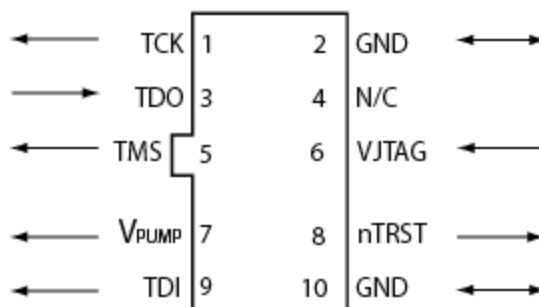 TCK 1 2 GND
TDO 3 4 N/C
TMS 5 6 VJTAG
VPUMP 7 8 nTRST
TDI 9 10 GND